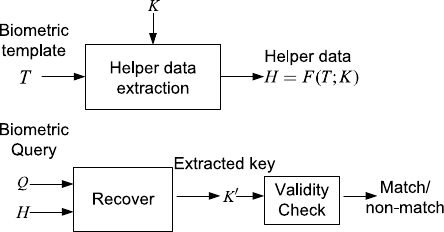 K
Biometric
template
T
Helper data
extraction
Helper data
H = F(T;K)
Biometric
Query
Q
H
Recover
Extracted key
K′
Validity
Check
Match/
non-match